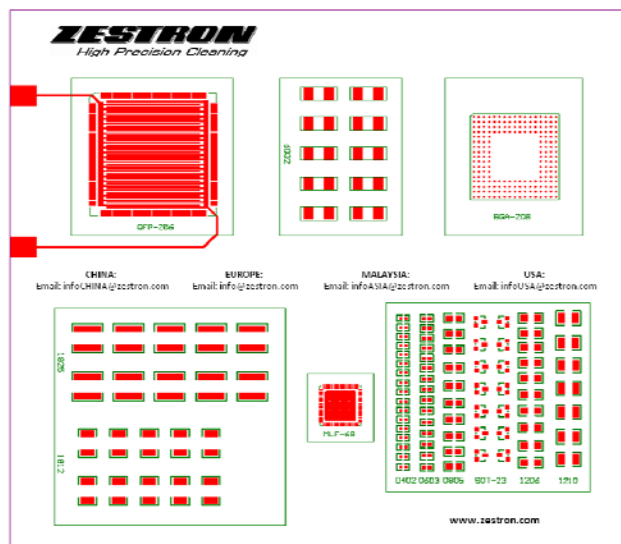 ZESTRON
High Precision Cleaning
QFP-206
BGA-208
CHINA: EUROPE: MALAYSIA: USA:
Email: infoCHINA@zestron.com Email: info@zestron.com Email: infoASIA@zestron.com Email: infoUSA@zestron.com
1825
1812
MLF-68
0402 0603 0805 SOT-23 1206 1210
www.zestron.com